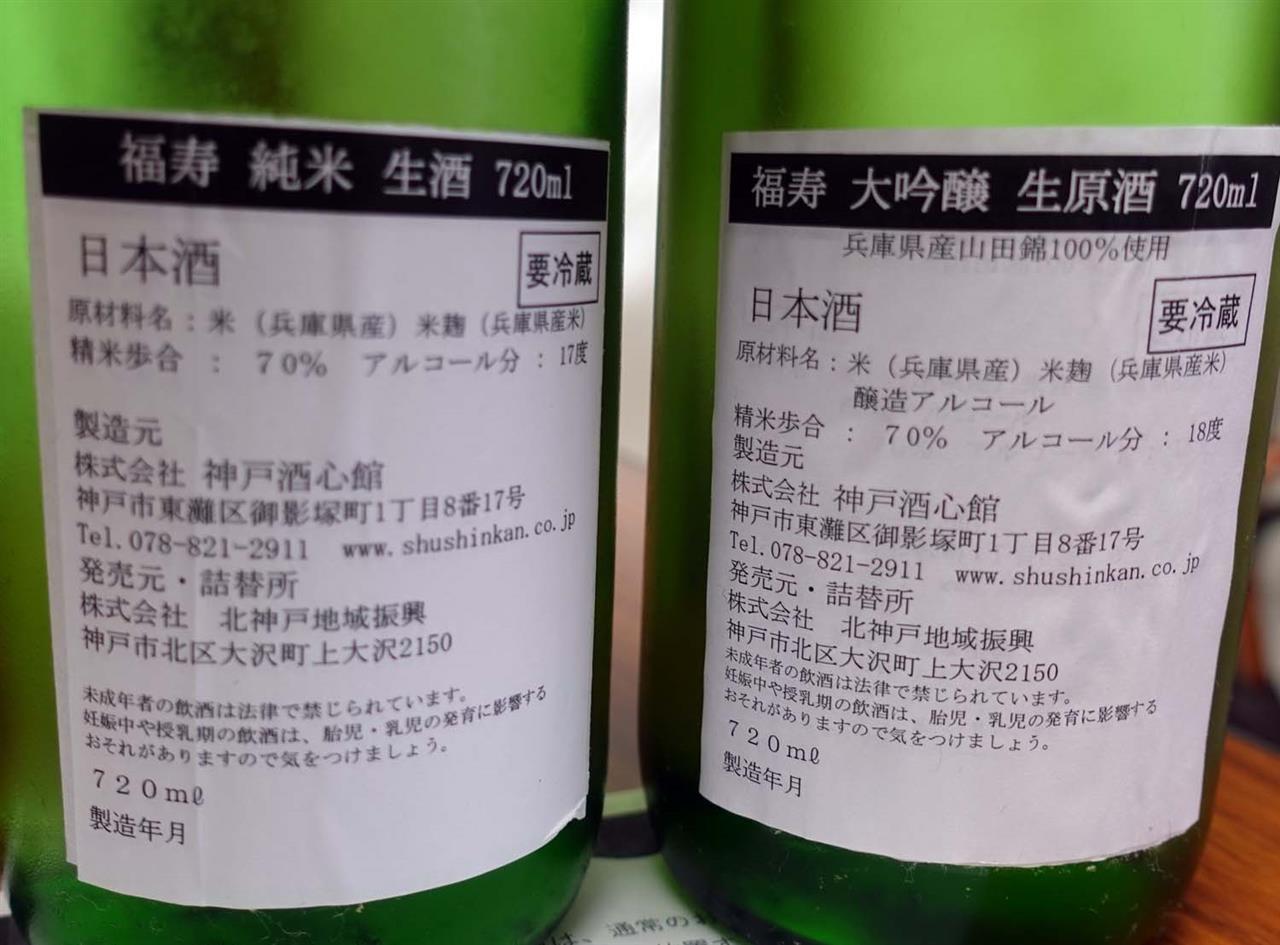 福寿 純米 生酒 720ml
日本酒
要冷蔵
原材料名：米（兵庫県産）米麹（兵庫県産米）
精米歩合 ： 70% アルコール分 ： 17度
製造元
株式会社 神戸酒心館
神戸市東灘区御影塚町1丁目8番17号
Tel.078-821-2911 www.shushinkan.co.jp
発売元・詰替所
株式会社 北神戸地域振興
神戸市北区大沢町上大沢2150
未成年者の飲酒は法律で禁じられています。
妊娠中や授乳期の飲酒は、胎児・乳児の発育に影響する
おそれがありますので気をつけましょう。
720mℓ
製造年月
福寿 大吟醸 生原酒 720ml
兵庫県産山田錦100%使用
日本酒
要冷蔵
原材料名：米（兵庫県産）米麹（兵庫県産米）
醸造アルコール
精米歩合 ： 70% アルコール分 ： 18度
製造元
株式会社 神戸酒心館
神戸市東灘区御影塚町1丁目8番17号
Tel.078-821-2911 www.shushinkan.co.jp
発売元・詰替所
株式会社 北神戸地域振興
神戸市北区大沢町上大沢2150
未成年者の飲酒は法律で禁じられています。
妊娠中や授乳期の飲酒は、胎児・乳児の発育に影響する
おそれがありますので気をつけましょう。
720mℓ
製造年月
は、通常の